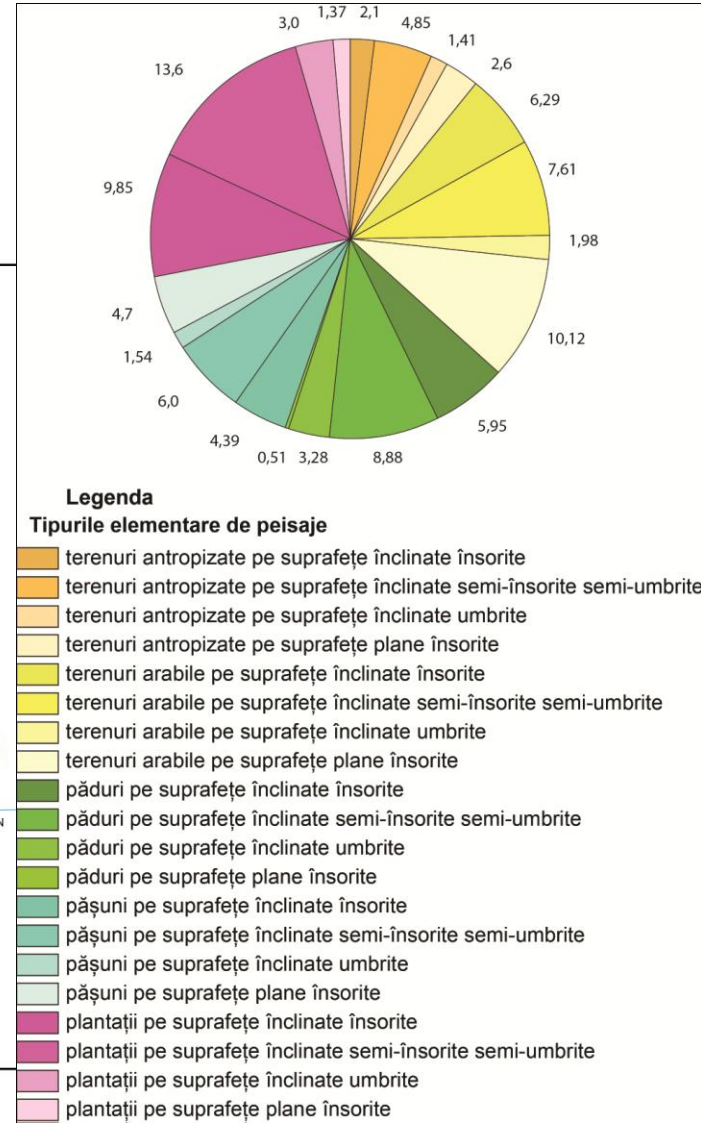 3,0
1,37
2,1
4,85
1,41
2,6
13,6
6,29
7,61
9,85
1,98
4,7
10,12
1,54
6,0
5,95
4,39
0,51
3,28
8,88
Legenda
Tipurile elementare de peisaje
terenuri antropizate pe suprafețe înclinate însorite
terenuri antropizate pe suprafețe înclinate semi-însorite semi-umbrite
terenuri antropizate pe suprafețe înclinate umbrite
terenuri antropizate pe suprafețe plane însorite
terenuri arabile pe suprafețe înclinate însorite
terenuri arabile pe suprafețe înclinate semi-însorite semi-umbrite
terenuri arabile pe suprafețe înclinate umbrite
terenuri arabile pe suprafețe plane însorite
păduri pe suprafețe înclinate însorite
păduri pe suprafețe înclinate semi-însorite semi-umbrite
păduri pe suprafețe înclinate umbrite
păduri pe suprafețe plane însorite
pășuni pe suprafețe înclinate însorite
pășuni pe suprafețe înclinate semi-însorite semi-umbrite
pășuni pe suprafețe înclinate umbrite
pășuni pe suprafețe plane însorite
plantații pe suprafețe înclinate însorite
plantații pe suprafețe înclinate semi-însorite semi-umbrite
plantații pe suprafețe înclinate umbrite
plantații pe suprafețe plane însorite